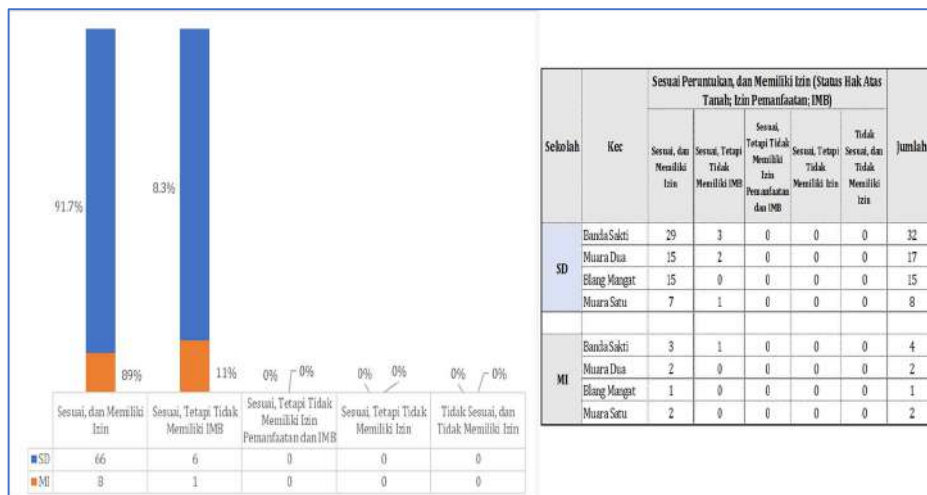 91.7%
8.3%
89%
11%
0%
0%
0%
0%
0%
0%
Sesuai, dan Memiliki
Izin
Sesuai, Tetapi Tidak
Memiliki IMB
Sesuai, Tetapi Tidak
Memiliki Izin
Pemanfaatan dan IMB
Sesuai, Tetapi Tidak
Memiliki Izin
Tidak Sesuai, dan
Tidak Memiliki Izin
SD 66 6 0 0 0
MI 8 1 0 0 0
Sekolah
Kec
Sesuai Peruntukan, dan Memiliki Izin (Status Hak Atas
Tanah; Izin Pemanfaatan; IMB)
Sesuai, dan
Memiliki
Izin
Sesuai, Tetapi
Tidak
Memiliki IMB
Sesuai,
Tetapi Tidak
Memiliki
Izin
Pemanfaatan
dan IMB
Sesuai, Tetapi
Tidak
Memiliki Izin
Tidak
Sesuai, dan
Tidak
Memiliki
Izin
Jumlah
SD
Banda Sakti 29 3 0 0 0 32
Muara Dua 15 2 0 0 0 17
Blang Mangat 15 0 0 0 0 15
Muara Satu 7 1 0 0 0 8
MI
Banda Sakti 3 1 0 0 0 4
Muara Dua 2 0 0 0 0 2
Blang Mangat 1 0 0 0 0 1
Muara Satu 2 0 0 0 0 2